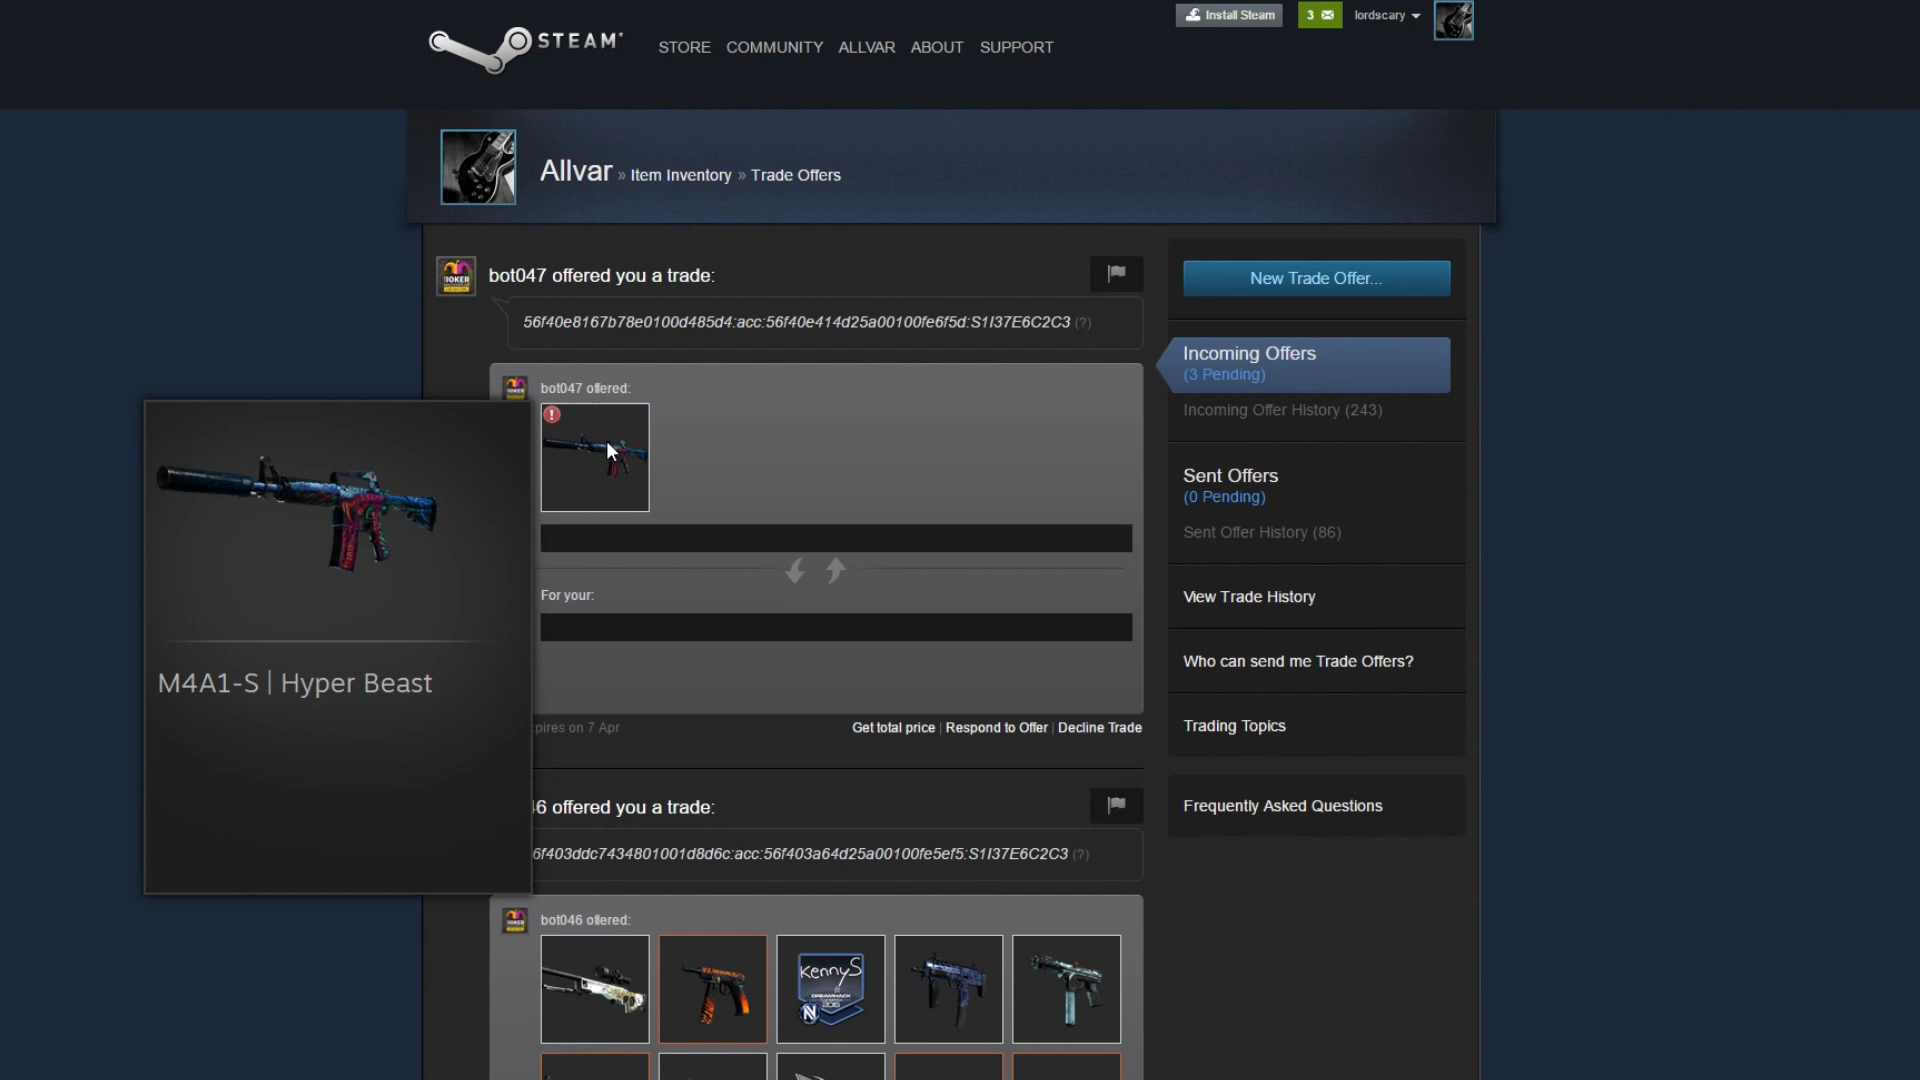 Install Steam
3
lordscary
STEAM
STORE COMMUNITY ALLVAR ABOUT SUPPORT
Allvar » Item Inventory » Trade Offers
bot047 offered you a trade:
56f40e8167b78e0100d485d4:acc:56f40e414d25a00100fe6f5d:S1I37E6C2C3 (?)
bot047 offered:
For your:
M4A1-S | Hyper Beast
pires on 7 Apr
Get total price | Respond to Offer | Decline Trade
46 offered you a trade:
6f403ddc7434801001d8d6c:acc:56f403a64d25a00100fe5ef5:S1I37E6C2C3 (?)
bot046 offered:
KennyS
DREAMHACK
New Trade Offer...
Incoming Offers
(3 Pending)
Incoming Offer History (243)
Sent Offers
(0 Pending)
Sent Offer History (86)
View Trade History
Who can send me Trade Offers?
Trading Topics
Frequently Asked Questions